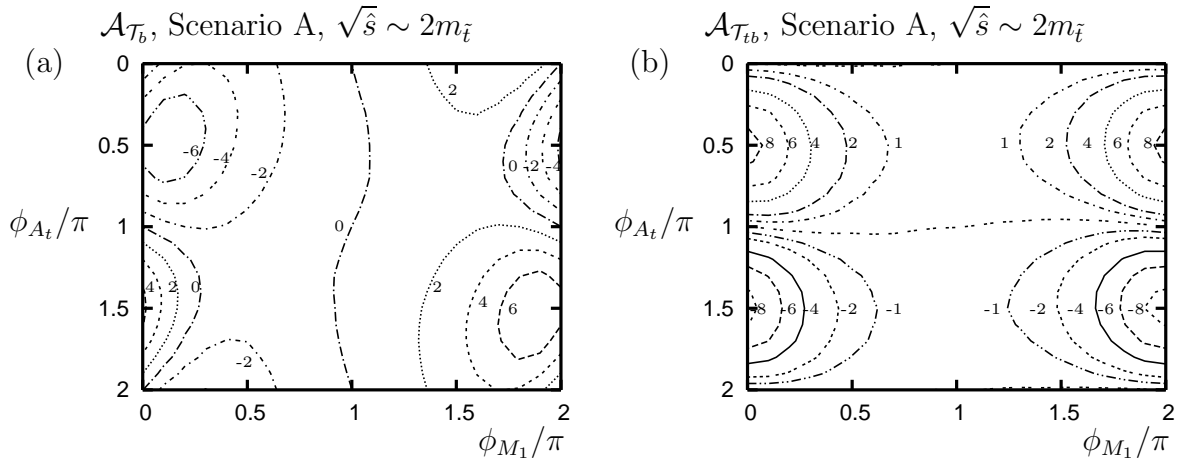 𝒜_{𝒯_b}, Scenario A, √ŝ ∼ 2m_{t̃}
(a)
0
0.5
1
1.5
2
ϕ_{A_t}/π
0 0.5 1 1.5 2
ϕ_{M_1}/π
2
-6 -4 -2
0 -2 -4
0
4 2 0
2
4 6
-2
𝒜_{𝒯_{tb}}, Scenario A, √ŝ ∼ 2m_{t̃}
(b)
0
0.5
1
1.5
2
ϕ_{A_t}/π
0 0.5 1 1.5 2
ϕ_{M_1}/π
8 6 4 2 1 1 2 4 6 8
-8 -6 -4 -2 -1 -1 -2 -4 -6 -8